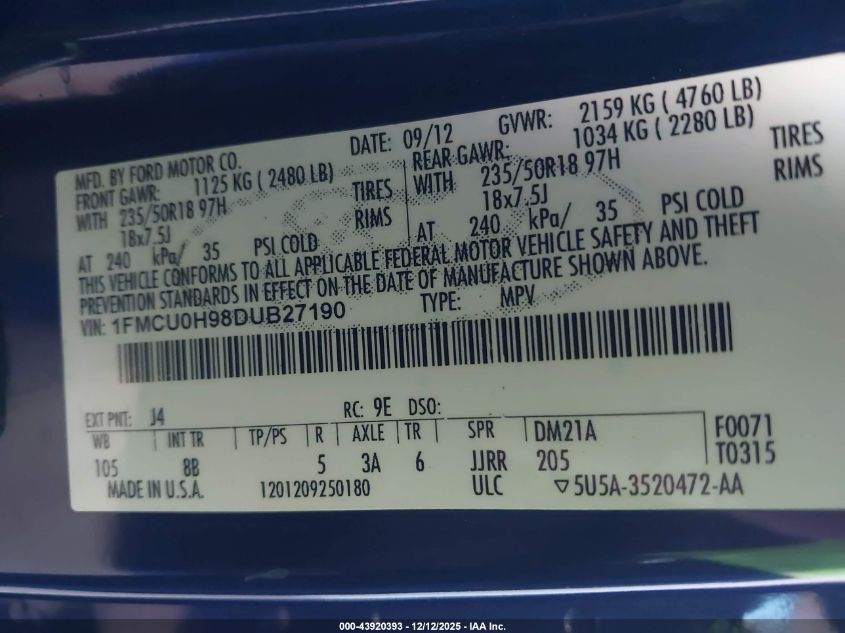 MFD. BY FORD MOTOR CO.
DATE: 09/12 GVWR: 2159 KG ( 4760 LB)
FRONT GAWR: 1125 KG ( 2480 LB) REAR GAWR: 1034 KG ( 2280 LB)
WITH 235/50R18 97H TIRES WITH 235/50R18 97H TIRES
18x7.5J RIMS 18x7.5J RIMS
AT 240 kPa/ 35 PSI COLD AT 240 kPa/ 35 PSI COLD
THIS VEHICLE CONFORMS TO ALL APPLICABLE FEDERAL MOTOR VEHICLE SAFETY AND THEFT
PREVENTION STANDARDS IN EFFECT ON THE DATE OF MANUFACTURE SHOWN ABOVE.
VIN: 1FMCU0H98DUB27190 TYPE: MPV
EXT PNT: J4 RC: 9E DSO:
WB INT TR TP/PS R AXLE TR SPR DM21A F0071
105 8B 5 3A 6 JJRR 205 T0315
MADE IN U.S.A. 1201209250180 ULC ▽5U5A-3520472-AA
000-43920393 - 12/12/2025 - IAA Inc.